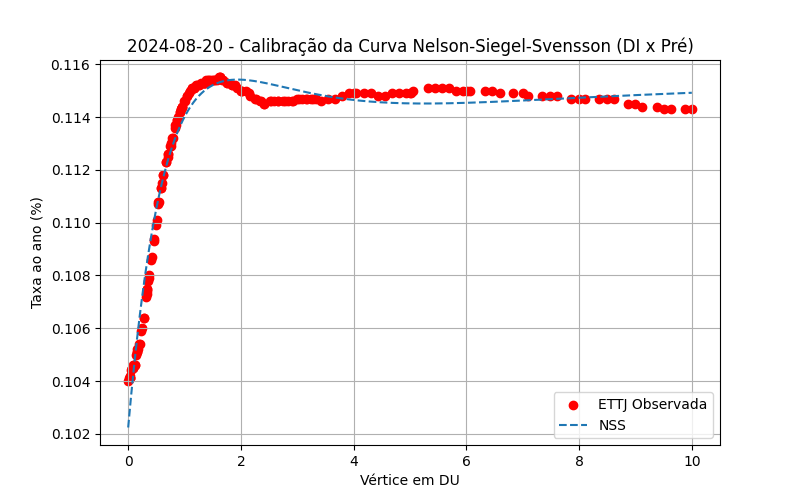 2024-08-20 - Calibração da Curva Nelson-Siegel-Svensson (DI x Pré)
0.116
0.114
0.112
0.110
0.108
0.106
0.104
0.102
Taxa ao ano (%)
ETTJ Observada
NSS
0
2
4
6
8
10
Vértice em DU